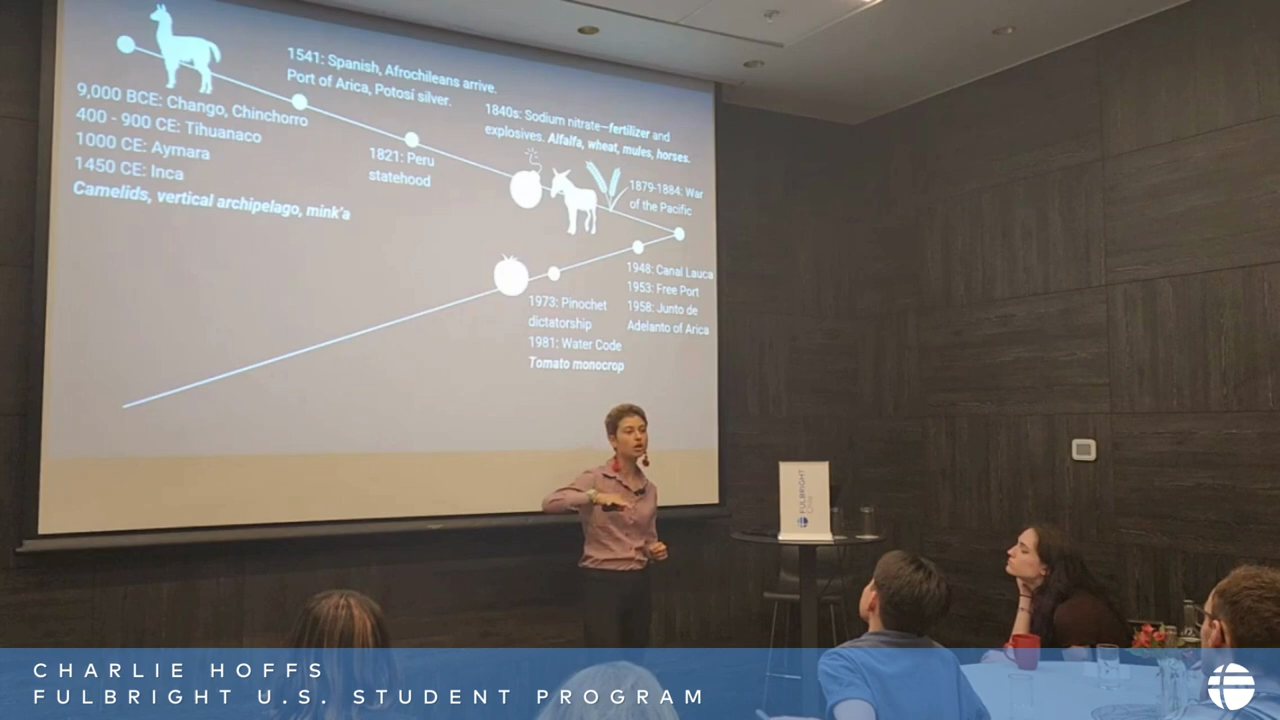 1541: Spanish, Afrochileans arrive.
Port of Arica, Potosí silver.
9,000 BCE: Chango, Chinchorro
400 - 900 CE: Tihuanaco
1000 CE: Aymara
1450 CE: Inca
Camelids, vertical archipelago, mink'a
1821: Peru
statehood
1840s: Sodium nitrate—fertilizer and
explosives. Alfalfa, wheat, mules, horses.
1879-1884: War
of the Pacific
1948: Canal Lauca
1953: Free Port
1958: Junto de
Adelanto of Arica
1973: Pinochet
dictatorship
1981: Water Code
Tomato monocrop
FULBRIGHT
Chile
CHARLIE HOFFS
FULBRIGHT U.S. STUDENT PROGRAM